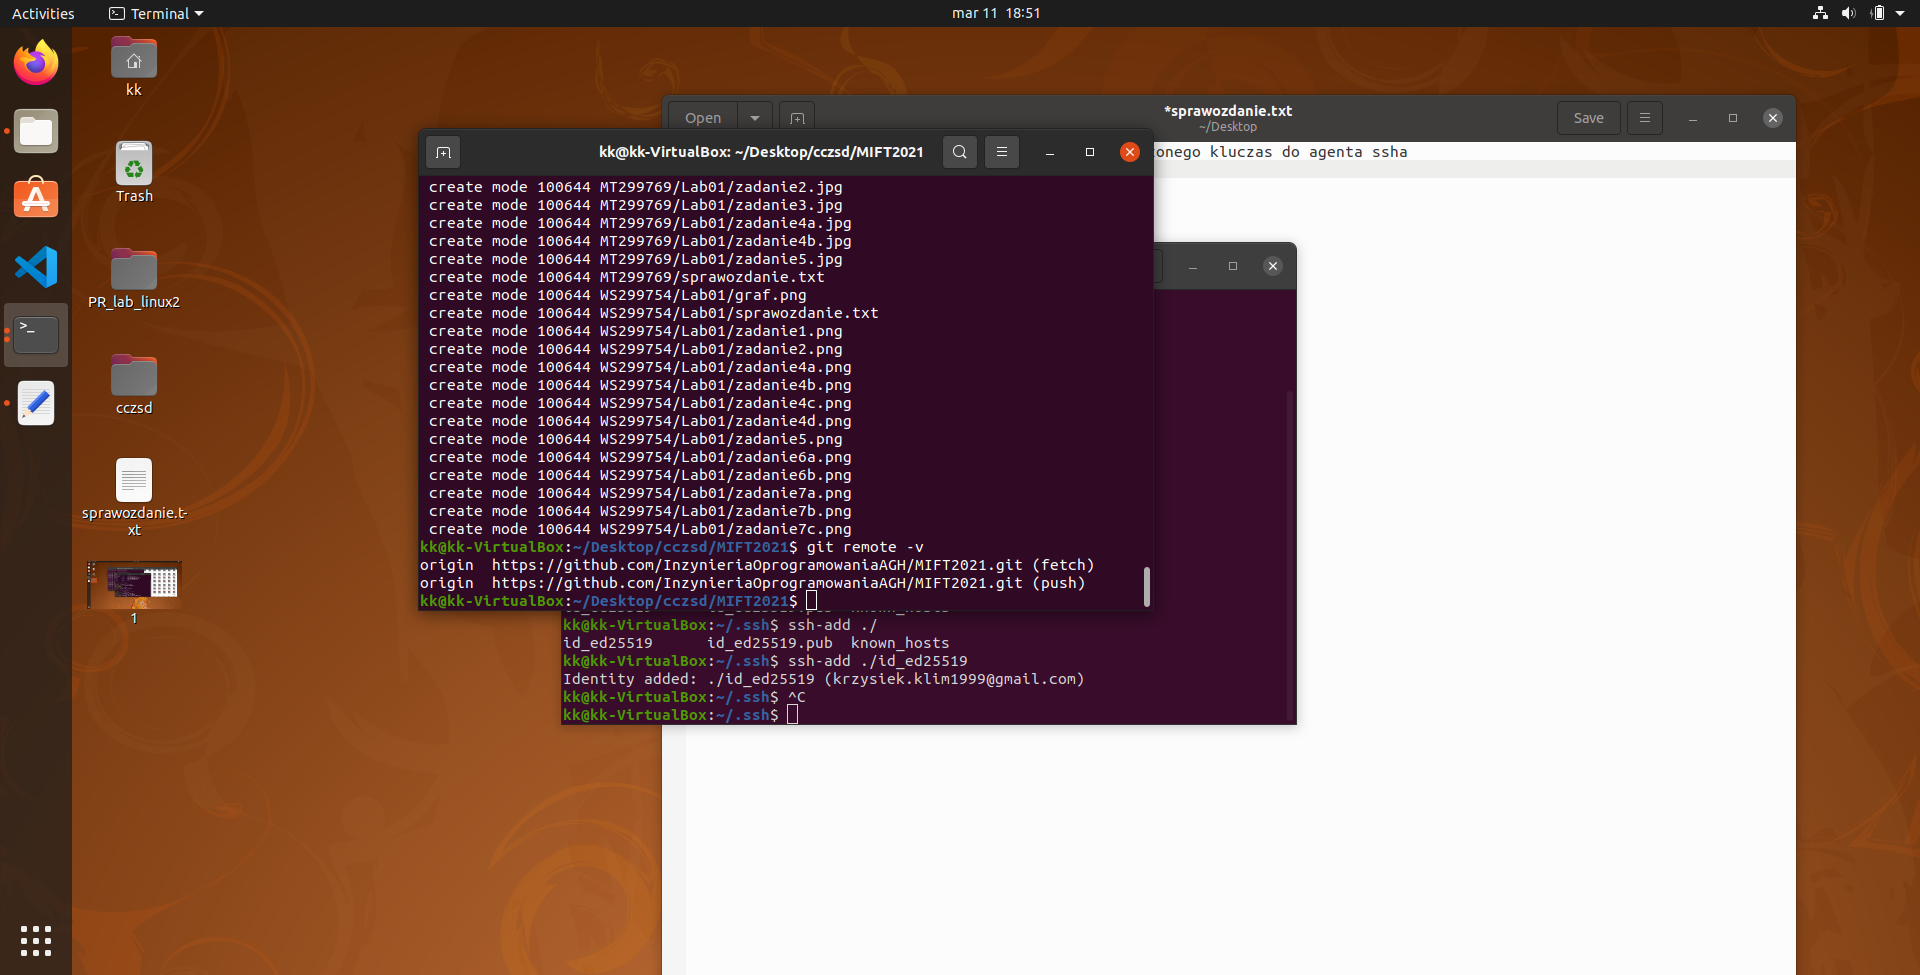 Activities
Terminal
mar 11 18:51
kk
Trash
PR_lab_linux2
cczsd
sprawozdanie.t-
xt
1
Open
*sprawozdanie.txt
~/Desktop
Save
onego kluczas do agenta ssha
kk@kk-VirtualBox: ~/Desktop/cczsd/MIFT2021
create mode 100644 MT299769/Lab01/zadanie2.jpg
create mode 100644 MT299769/Lab01/zadanie3.jpg
create mode 100644 MT299769/Lab01/zadanie4a.jpg
create mode 100644 MT299769/Lab01/zadanie4b.jpg
create mode 100644 MT299769/Lab01/zadanie5.jpg
create mode 100644 MT299769/sprawozdanie.txt
create mode 100644 WS299754/Lab01/graf.png
create mode 100644 WS299754/Lab01/sprawozdanie.txt
create mode 100644 WS299754/Lab01/zadanie1.png
create mode 100644 WS299754/Lab01/zadanie2.png
create mode 100644 WS299754/Lab01/zadanie4a.png
create mode 100644 WS299754/Lab01/zadanie4b.png
create mode 100644 WS299754/Lab01/zadanie4c.png
create mode 100644 WS299754/Lab01/zadanie4d.png
create mode 100644 WS299754/Lab01/zadanie5.png
create mode 100644 WS299754/Lab01/zadanie6a.png
create mode 100644 WS299754/Lab01/zadanie6b.png
create mode 100644 WS299754/Lab01/zadanie7a.png
create mode 100644 WS299754/Lab01/zadanie7b.png
create mode 100644 WS299754/Lab01/zadanie7c.png
kk@kk-VirtualBox:~/Desktop/cczsd/MIFT2021$ git remote -v
origin  https://github.com/InzynieriaOprogramowaniaAGH/MIFT2021.git (fetch)
origin  https://github.com/InzynieriaOprogramowaniaAGH/MIFT2021.git (push)
kk@kk-VirtualBox:~/Desktop/cczsd/MIFT2021$
kk@kk-VirtualBox:~/.ssh$ ssh-add ./
id_ed25519      id_ed25519.pub  known_hosts
kk@kk-VirtualBox:~/.ssh$ ssh-add ./id_ed25519
Identity added: ./id_ed25519 (krzysiek.klim1999@gmail.com)
kk@kk-VirtualBox:~/.ssh$ ^C
kk@kk-VirtualBox:~/.ssh$